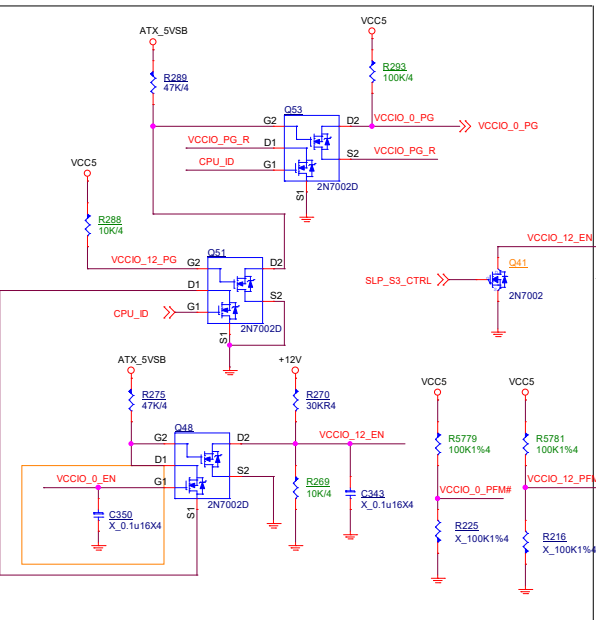 ATX_5VSB
R289
47K/4
VCC5
R293
100K/4
Q53
G2
D2
VCCIO_0_PG
VCCIO_0_PG
VCCIO_PG_R
D1
S2
VCCIO_PG_R
CPU_ID
G1
S1
2N7002D
VCC5
R288
10K/4
VCCIO_12_PG
Q51
G2
D2
D1
S2
CPU_ID
G1
S1
2N7002D
VCCIO_12_EN
Q41
SLP_S3_CTRL
2N7002
ATX_5VSB
R275
47K/4
+12V
R270
30KR4
Q48
G2
D2
VCCIO_12_EN
D1
S2
VCCIO_0_EN
G1
S1
2N7002D
C350
X_0.1u16X4
R269
10K/4
C343
X_0.1u16X4
VCC5
R5779
100K1%4
VCCIO_0_PFM#
R225
X_100K1%4
VCC5
R5781
100K1%4
VCCIO_12_PFM
R216
X_100K1%4